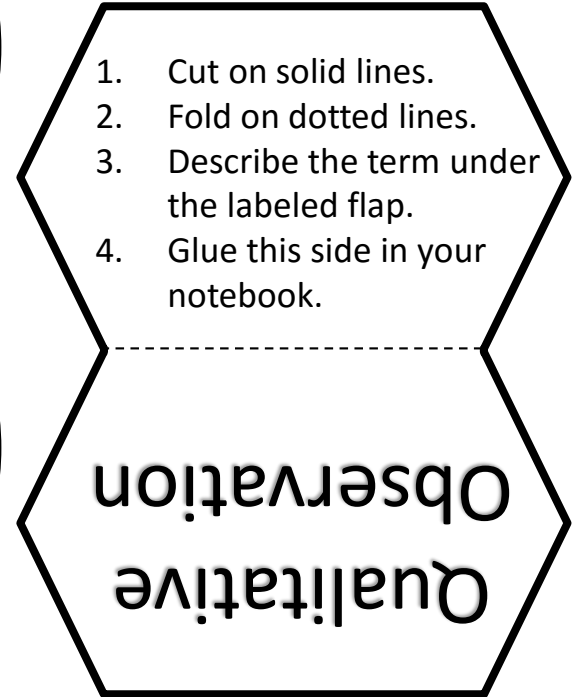 1. Cut on solid lines.
2. Fold on dotted lines.
3. Describe the term under
the labeled flap.
4. Glue this side in your
notebook.
Qualitative
Observation